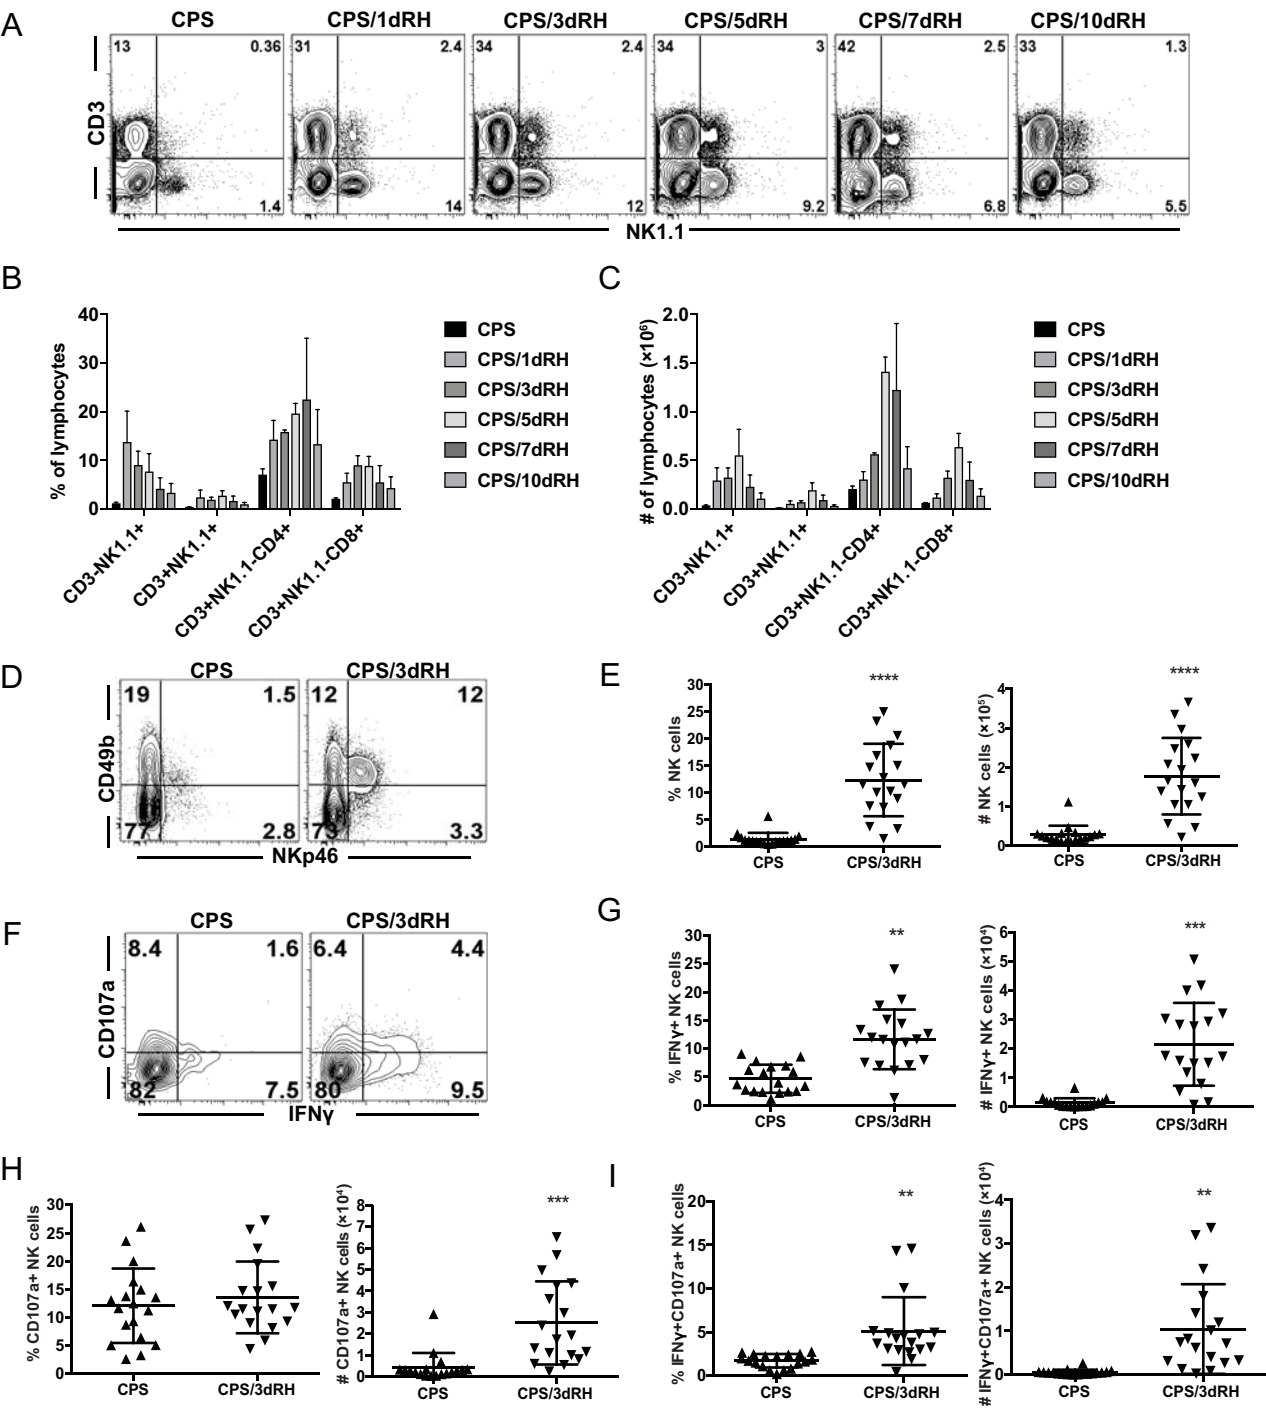 A
CPS CPS/1dRH CPS/3dRH CPS/5dRH CPS/7dRH CPS/10dRH
13 0.36 31 2.4 34 2.4 34 3 42 2.5 33 1.3
CD3
1.4 14 12 9.2 6.8 5.5
NK1.1
B
% of lymphocytes
40
30
20
10
0
CD3-NK1.1+
CD3+NK1.1+
CD3+NK1.1-CD4+
CD3+NK1.1-CD8+
CPS
CPS/1dRH
CPS/3dRH
CPS/5dRH
CPS/7dRH
CPS/10dRH
C
# of lymphocytes (×10⁶)
2.0
1.5
1.0
0.5
0.0
CD3-NK1.1+
CD3+NK1.1+
CD3+NK1.1-CD4+
CD3+NK1.1-CD8+
CPS
CPS/1dRH
CPS/3dRH
CPS/5dRH
CPS/7dRH
CPS/10dRH
D
CPS CPS/3dRH
19 1.5 12 12
CD49b
77 2.8 73 3.3
NKp46
E
% NK cells
30
25
20
15
10
5
0
****
CPS CPS/3dRH
# NK cells (×10⁵)
4
3
2
1
0
****
CPS CPS/3dRH
F
CPS CPS/3dRH
8.4 1.6 6.4 4.4
CD107a
82 7.5 80 9.5
IFNγ
G
% IFNγ+ NK cells
30
25
20
15
10
5
0
**
CPS CPS/3dRH
# IFNγ+ NK cells (×10⁴)
6
5
4
3
2
1
0
***
CPS CPS/3dRH
H
% CD107a+ NK cells
30
25
20
15
10
5
0
CPS CPS/3dRH
# CD107a+ NK cells (×10⁴)
8
7
6
5
4
3
2
1
0
***
CPS CPS/3dRH
I
% IFNγ+CD107a+ NK cells
20
15
10
5
0
**
CPS CPS/3dRH
# IFNγ+CD107a+ NK cells (×10⁴)
4
3
2
1
0
**
CPS CPS/3dRH